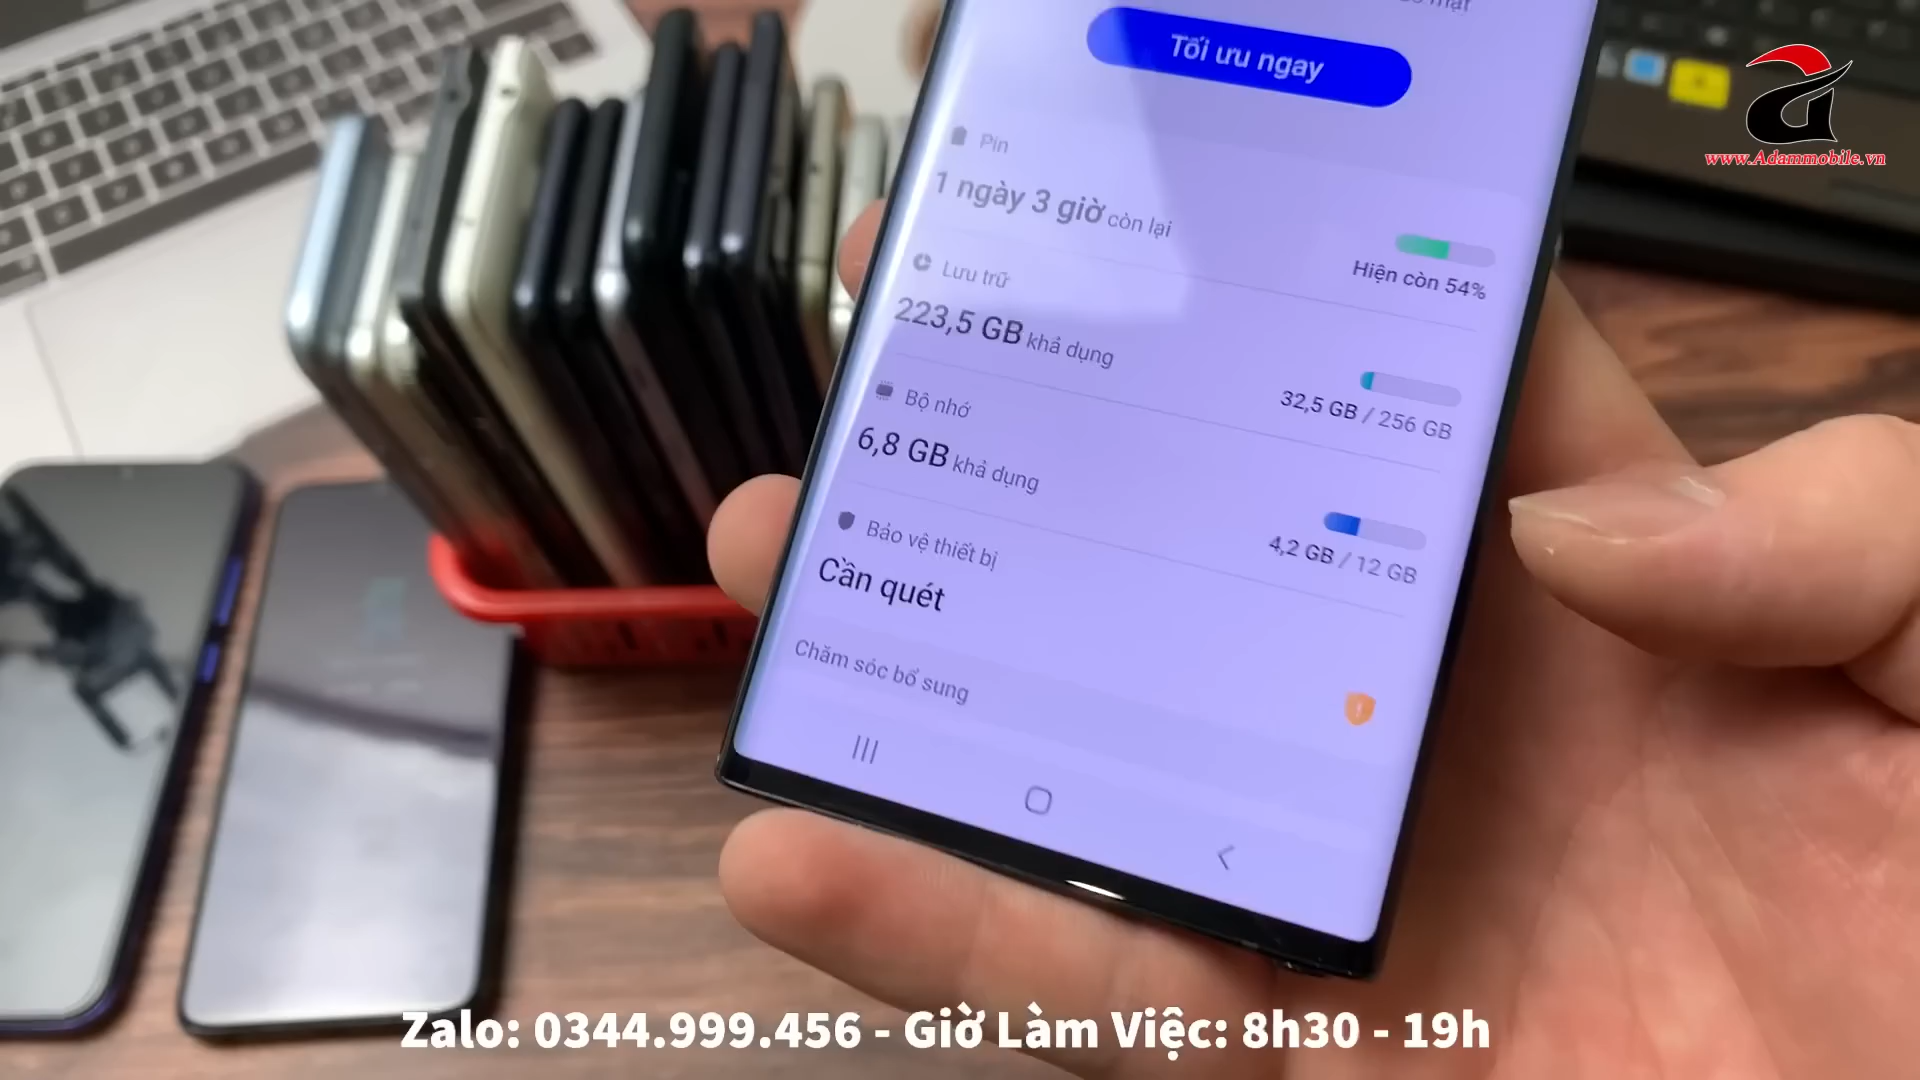 Tối ưu ngay
www.Adammobile.vn
Pin
1 ngày 3 giờ còn lại
Hiện còn 54%
Lưu trữ
223,5 GB khả dụng
32,5 GB / 256 GB
Bộ nhớ
6,8 GB khả dụng
4,2 GB / 12 GB
Bảo vệ thiết bị
Cần quét
Chăm sóc bổ sung
Zalo: 0344.999.456 - Giờ Làm Việc: 8h30 - 19h